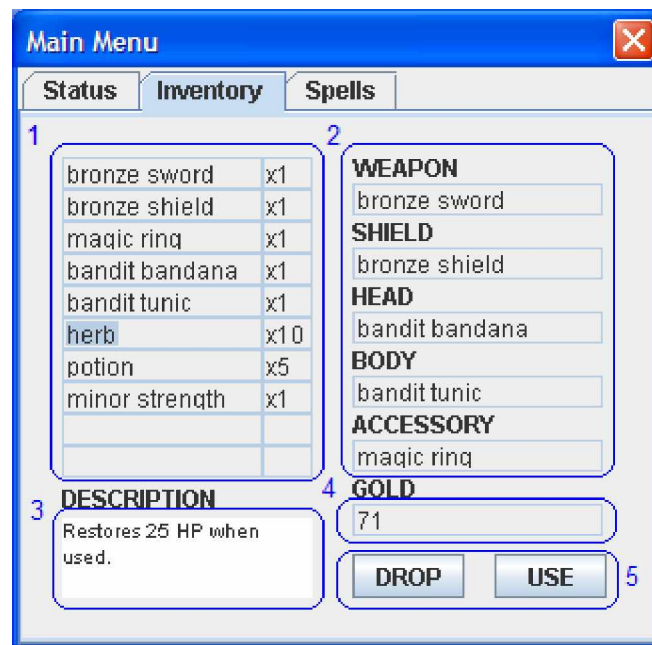 Main Menu
Status Inventory Spells
1
bronze sword x1
bronze shield x1
magic ring x1
bandit bandana x1
bandit tunic x1
herb x10
potion x5
minor strength x1
2
WEAPON
bronze sword
SHIELD
bronze shield
HEAD
bandit bandana
BODY
bandit tunic
ACCESSORY
magic ring
3
DESCRIPTION
Restores 25 HP when
used.
4
GOLD
71
DROP USE
5